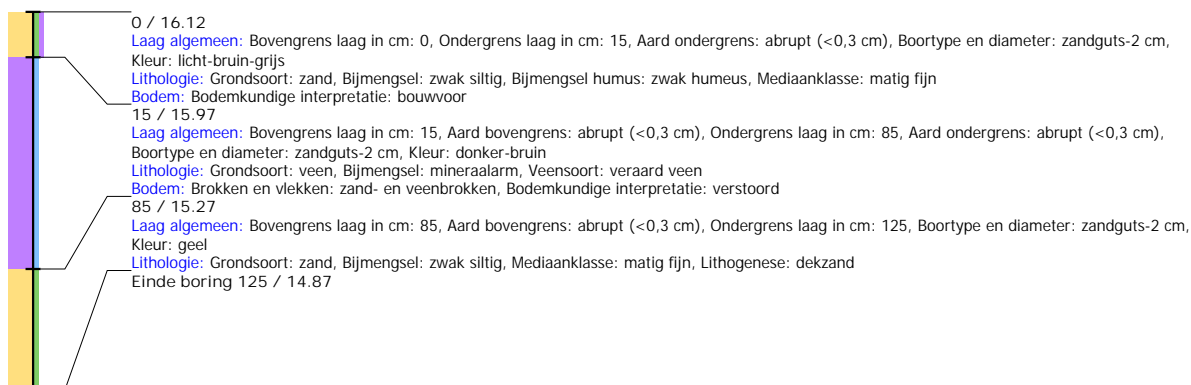 0 / 16.12
Laag algemeen: Bovengrens laag in cm: 0, Ondergrens laag in cm: 15, Aard ondergrens: abrupt (<0,3 cm), Boortype en diameter: zandguts-2 cm,
Kleur: licht-bruin-grijs
Lithologie: Grondsoort: zand, Bijmengsel: zwak siltig, Bijmengsel humus: zwak humeus, Mediaanklasse: matig fijn
Bodem: Bodemkundige interpretatie: bouwvoor
15 / 15.97
Laag algemeen: Bovengrens laag in cm: 15, Aard bovengrens: abrupt (<0,3 cm), Ondergrens laag in cm: 85, Aard ondergrens: abrupt (<0,3 cm),
Boortype en diameter: zandguts-2 cm, Kleur: donker-bruin
Lithologie: Grondsoort: veen, Bijmengsel: mineraalarm, Veensoort: veraard veen
Bodem: Brokken en vlekken: zand- en veenbrokken, Bodemkundige interpretatie: verstoord
85 / 15.27
Laag algemeen: Bovengrens laag in cm: 85, Aard bovengrens: abrupt (<0,3 cm), Ondergrens laag in cm: 125, Boortype en diameter: zandguts-2 cm,
Kleur: geel
Lithologie: Grondsoort: zand, Bijmengsel: zwak siltig, Mediaanklasse: matig fijn, Lithogenese: dekzand
Einde boring 125 / 14.87